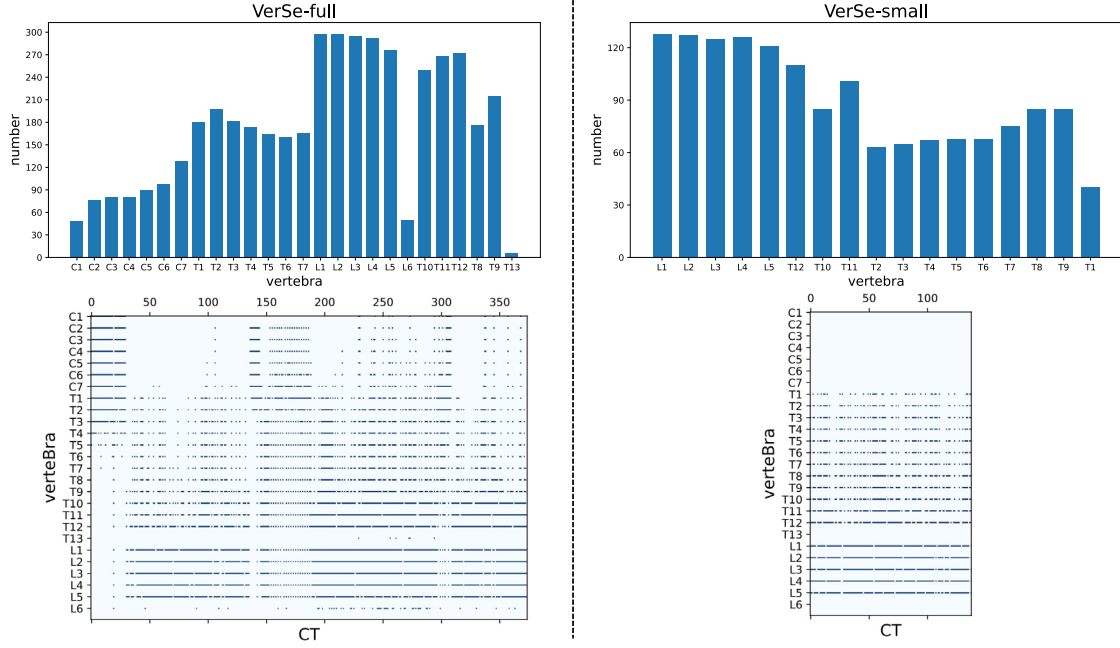 VerSe-full
300
270
240
210
180
150
120
90
60
30
0
number
C1 C2 C3 C4 C5 C6 C7 T1 T2 T3 T4 T5 T6 T7 L1 L2 L3 L4 L5 L6 T10 T11 T12 T8 T9 T13
vertebra
0 50 100 150 200 250 300 350
C1
C2
C3
C4
C5
C6
C7
T1
T2
T3
T4
T5
T6
T7
T8
T9
T10
T11
T12
T13
L1
L2
L3
L4
L5
L6
verteBra
CT
VerSe-small
120
90
60
30
0
number
L1 L2 L3 L4 L5 T12 T10 T11 T2 T3 T4 T5 T6 T7 T8 T9 T1
vertebra
0 50 100
C1
C2
C3
C4
C5
C6
C7
T1
T2
T3
T4
T5
T6
T7
T8
T9
T10
T11
T12
T13
L1
L2
L3
L4
L5
L6
verteBra
CT